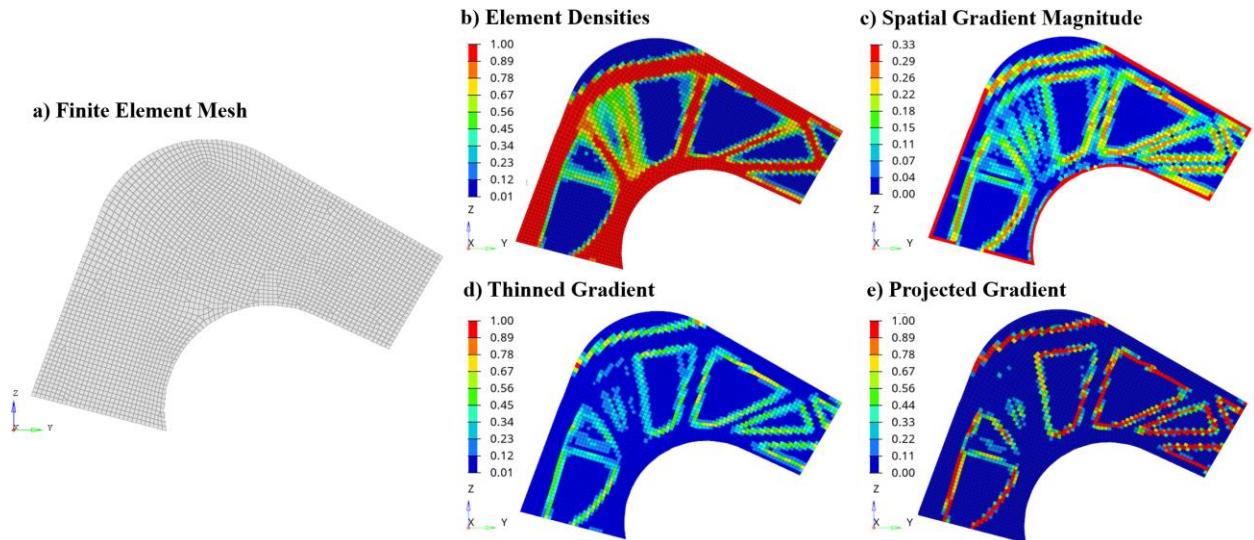 b) Element Densities
c) Spatial Gradient Magnitude
1.00
0.89
0.78
0.67
0.56
0.45
0.34
0.23
0.12
0.01
Z
X Y
0.33
0.29
0.26
0.22
0.18
0.15
0.11
0.07
0.04
0.00
Z
X Y
a) Finite Element Mesh
Z
X Y
d) Thinned Gradient
e) Projected Gradient
1.00
0.89
0.78
0.67
0.56
0.45
0.34
0.23
0.12
0.01
Z
X Y
1.00
0.89
0.78
0.67
0.56
0.44
0.33
0.22
0.11
0.00
Z
X Y